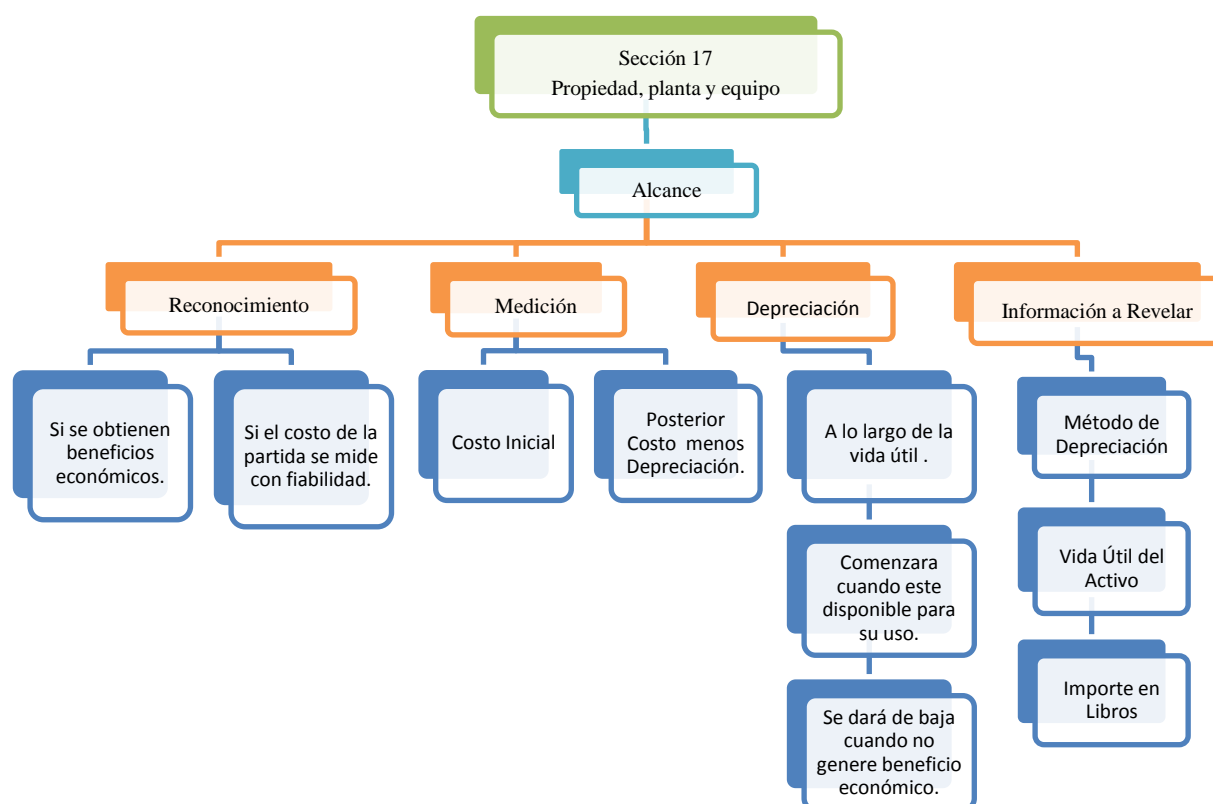 Sección 17
Propiedad, planta y equipo
Alcance
Reconocimiento
Medición
Depreciación
Información a Revelar
Si se obtienen
beneficios
económicos.
Si el costo de la
partida se mide
con fiabilidad.
Costo Inicial
Posterior
Costo menos
Depreciación.
A lo largo de la
vida útil .
Método de
Depreciación
Comenzara
cuando este
disponible para
su uso.
Vida Útil del
Activo
Se dará de baja
cuando no
genere beneficio
económico.
Importe en
Libros